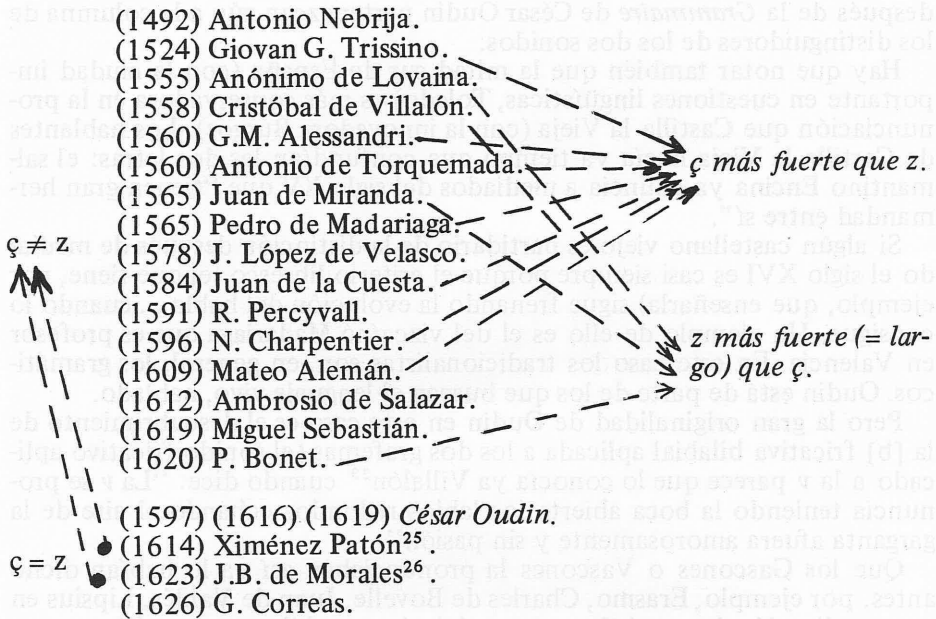 (1492) Antonio Nebrija.
(1524) Giovan G. Trissino.
(1555) Anónimo de Lovaina.
(1558) Cristóbal de Villalón.
(1560) G.M. Alessandri.
(1560) Antonio de Torquemada.
ç más fuerte que z.
(1565) Juan de Miranda.
(1565) Pedro de Madariaga.
ç ≠ z
(1578) J. López de Velasco.
(1584) Juan de la Cuesta.
(1591) R. Percyvall.
(1596) N. Charpentier.
z más fuerte (= lar-
(1609) Mateo Alemán.
go) que ç.
(1612) Ambrosio de Salazar.
(1619) Miguel Sebastián.
(1620) P. Bonet.
(1597) (1616) (1619) César Oudin.
(1614) Ximénez Patón²⁵.
ç = z
(1623) J.B. de Morales²⁶
(1626) G. Correas.